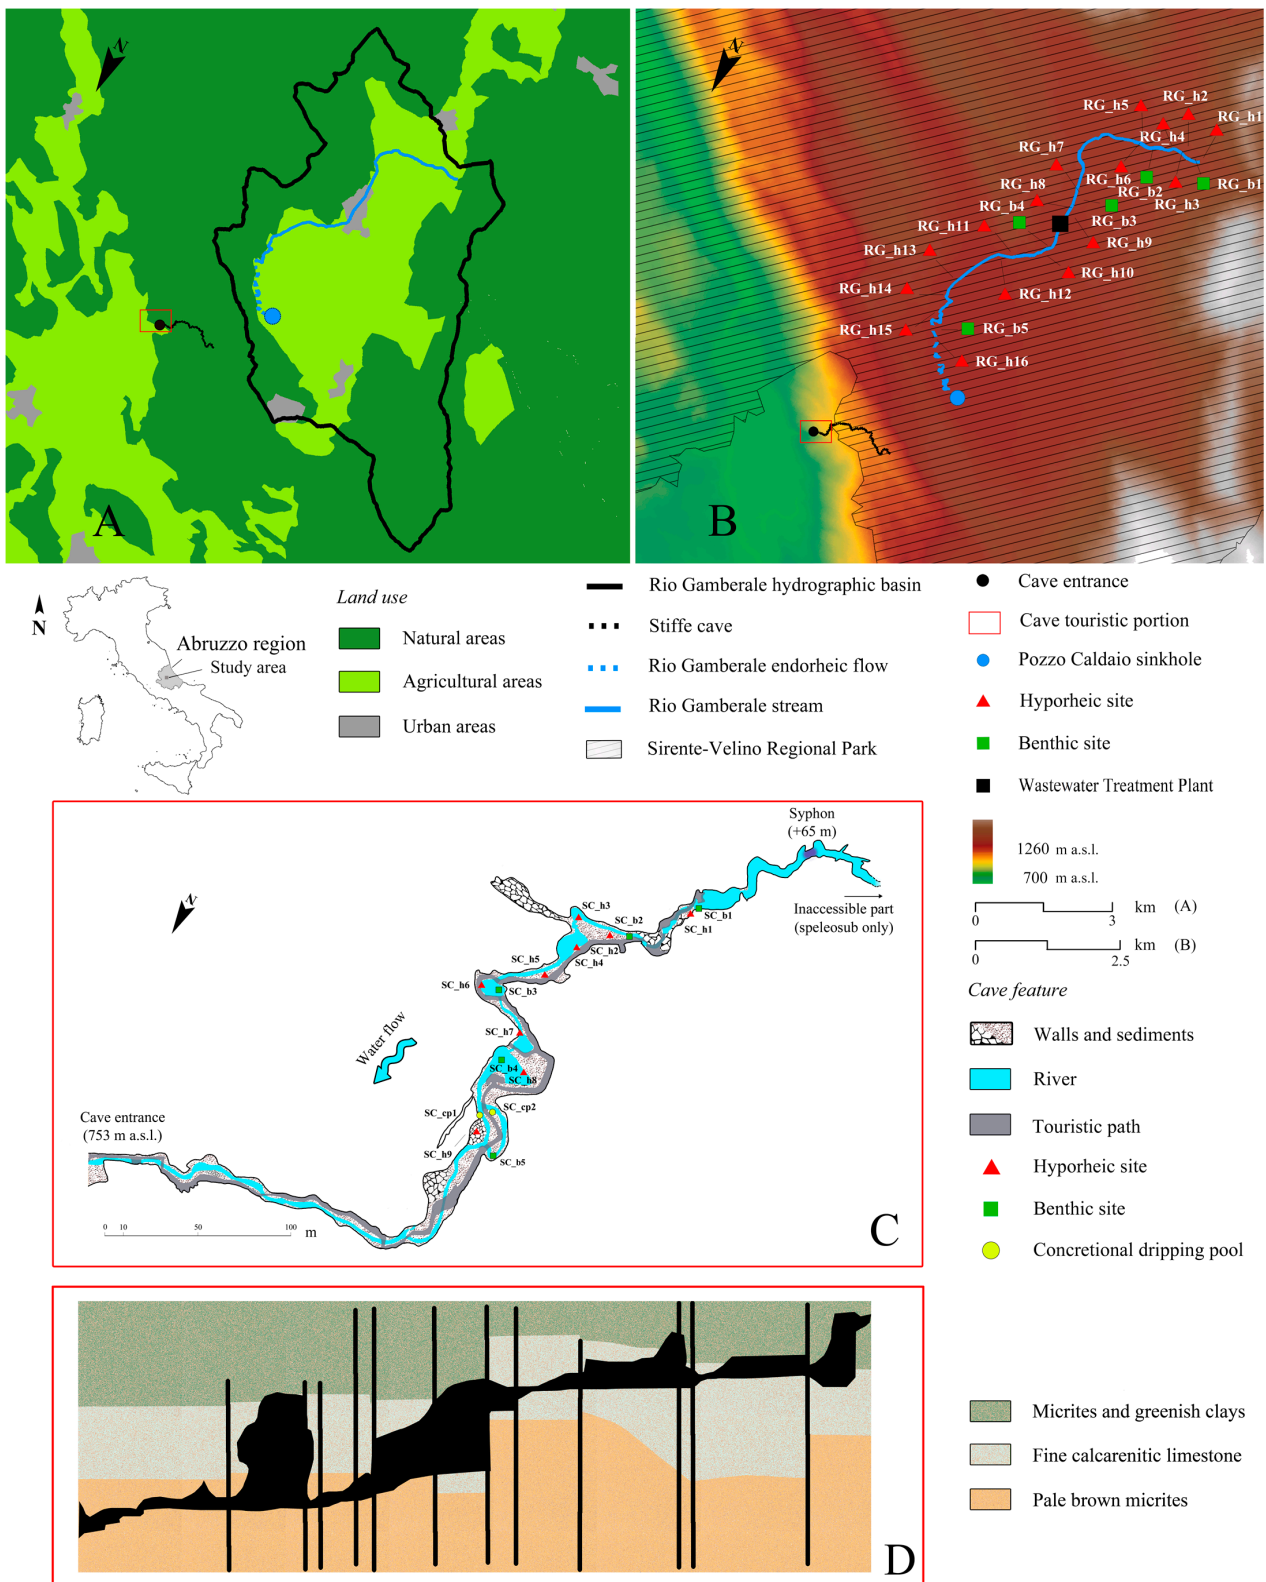 N
A
N
RG_h5
RG_h2
RG_h1
RG_h4
RG_h7
RG_h6
RG_b1
RG_b2
RG_h8
RG_h3
RG_b4
RG_b3
RG_h11
RG_h9
RG_h13
RG_h10
RG_h14
RG_h12
RG_h15
RG_b5
RG_h16
B
N
Abruzzo region
Study area
Land use
Natural areas
Agricultural areas
Urban areas
Rio Gamberale hydrographic basin
Stiffe cave
Rio Gamberale endorheic flow
Rio Gamberale stream
Sirente-Velino Regional Park
Cave entrance
Cave touristic portion
Pozzo Caldaio sinkhole
Hyporheic site
Benthic site
Wastewater Treatment Plant
1260 m a.s.l.
700 m a.s.l.
km (A)
0 3
km (B)
0 2.5
Cave feature
Walls and sediments
River
Touristic path
Hyporheic site
Benthic site
Concretional dripping pool
Syphon
(+65 m)
Inaccessible part
(speleosub only)
N
SC_h3
SC_b2
SC_b1
SC_h1
SC_h2
SC_h4
SC_h5
SC_h6
SC_b3
SC_h7
Water flow
SC_b4
SC_h8
SC_cp1
SC_cp2
SC_h9
SC_b5
Cave entrance
(753 m a.s.l.)
0 10 50 100 m
C
D
Micrites and greenish clays
Fine calcarenitic limestone
Pale brown micrites